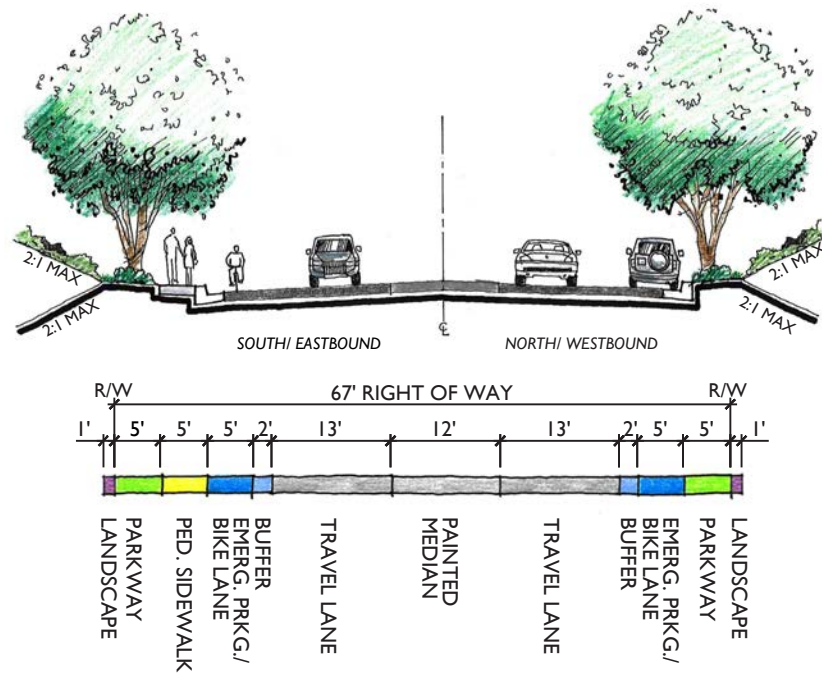 2:1 MAX
2:1 MAX
2:1 MAX
2:1 MAX
℄
SOUTH/ EASTBOUND
NORTH/ WESTBOUND
R/W
67' RIGHT OF WAY
R/W
1'
5'
5'
5'
2'
13'
12'
13'
2'
5'
5'
1'
LANDSCAPE
PARKWAY
PED. SIDEWALK
EMERG. PRKG./
BIKE LANE
BUFFER
TRAVEL LANE
PAINTED
MEDIAN
TRAVEL LANE
BUFFER
EMERG. PRKG./
BIKE LANE
PARKWAY
LANDSCAPE